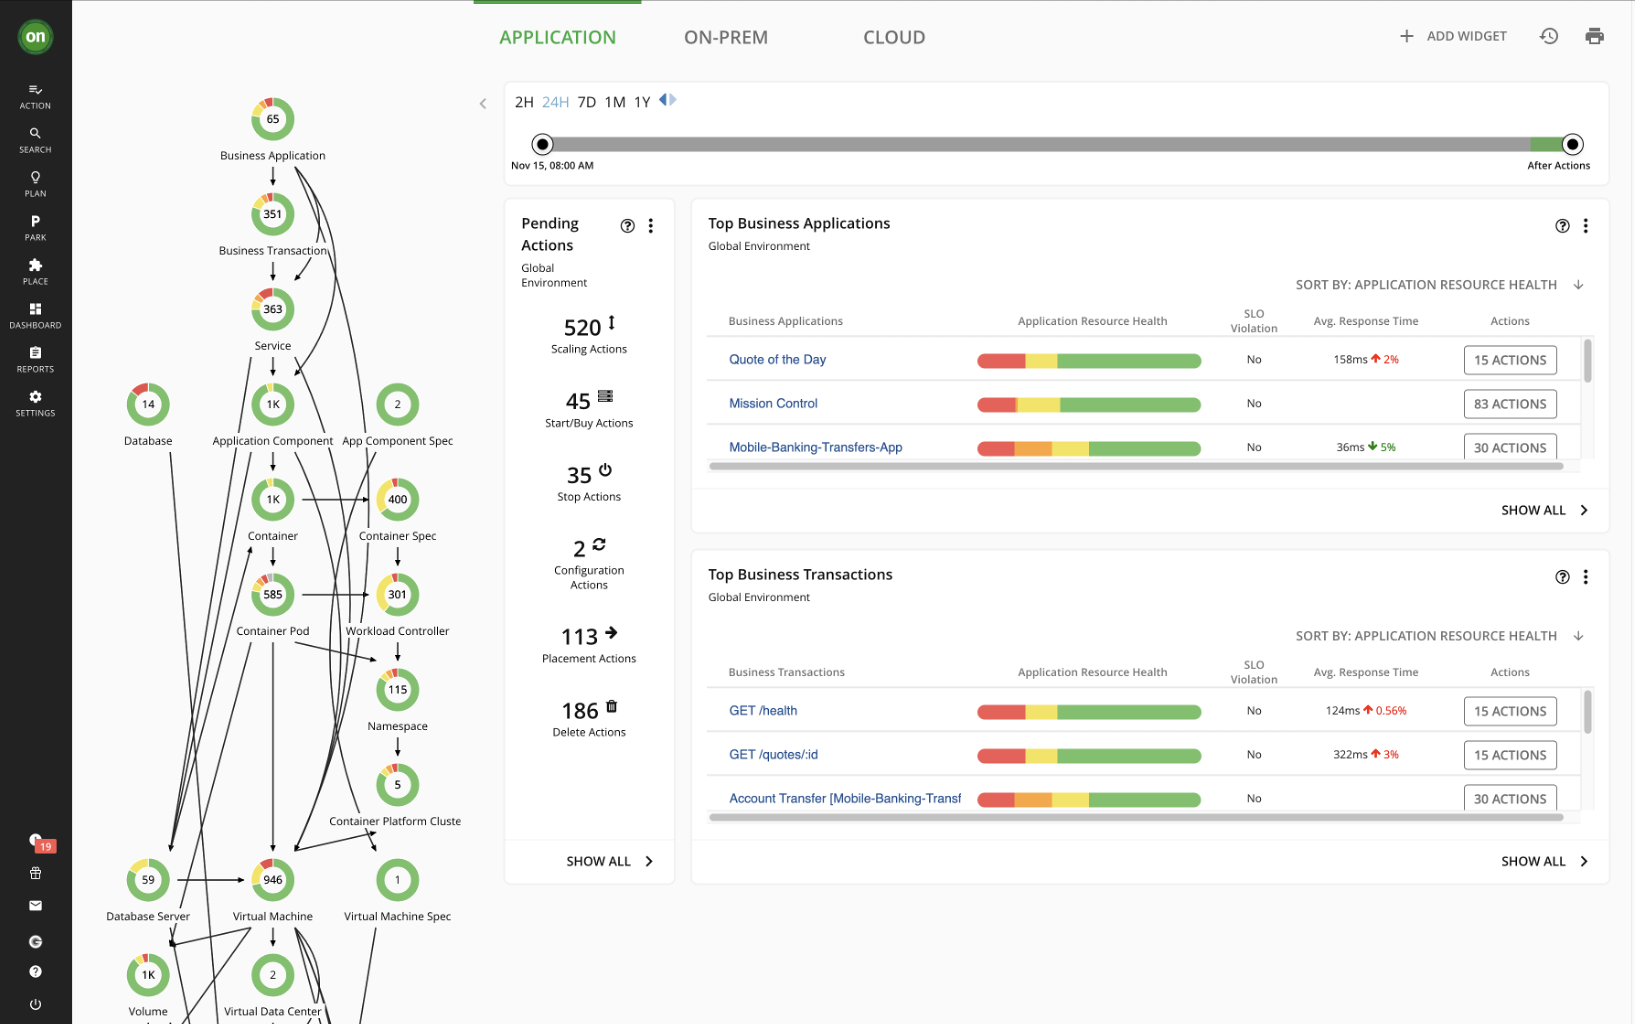 on
ACTION
SEARCH
PLAN
P
PARK
PLACE
DASHBOARD
REPORTS
SETTINGS
19
65
Business Application
351
Business Transaction
363
Service
14
Database
1K
Application Component
2
App Component Spec
1K
Container
400
Container Spec
585
Container Pod
301
Workload Controller
115
Namespace
5
Container Platform Cluste
59
Database Server
946
Virtual Machine
1
Virtual Machine Spec
1K
Volume
2
Virtual Data Center
APPLICATION
ON-PREM
CLOUD
ADD WIDGET
2H 24H 7D 1M 1Y
Nov 15, 08:00 AM
After Actions
Pending
Actions
Global
Environment
520
Scaling Actions
45
Start/Buy Actions
35
Stop Actions
2
Configuration
Actions
113
Placement Actions
186
Delete Actions
SHOW ALL
Top Business Applications
Global Environment
SORT BY: APPLICATION RESOURCE HEALTH
Business Applications Application Resource Health SLO Violation Avg. Response Time Actions
Quote of the Day No 158ms 2% 15 ACTIONS
Mission Control No 83 ACTIONS
Mobile-Banking-Transfers-App No 36ms 5% 30 ACTIONS
SHOW ALL
Top Business Transactions
Global Environment
SORT BY: APPLICATION RESOURCE HEALTH
Business Transactions Application Resource Health SLO Violation Avg. Response Time Actions
GET /health No 124ms 0.56% 15 ACTIONS
GET /quotes/:id No 322ms 3% 15 ACTIONS
Account Transfer [Mobile-Banking-Transf No 30 ACTIONS
SHOW ALL